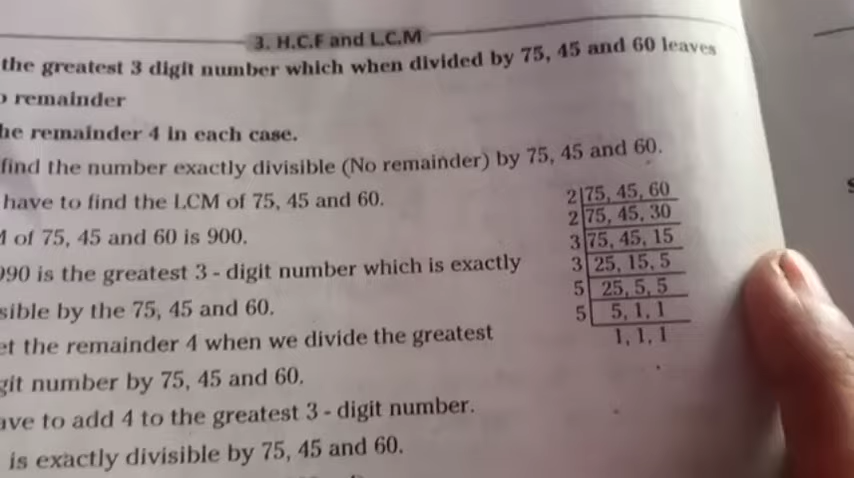 3. H.C.F and L.C.M
the greatest 3 digit number which when divided by 75, 45 and 60 leaves
remainder
the remainder 4 in each case.
find the number exactly divisible (No remainder) by 75, 45 and 60.
have to find the LCM of 75, 45 and 60.
of 75, 45 and 60 is 900.
990 is the greatest 3 - digit number which is exactly
sible by the 75, 45 and 60.
et the remainder 4 when we divide the greatest
git number by 75, 45 and 60.
ave to add 4 to the greatest 3 - digit number.
is exactly divisible by 75, 45 and 60.
2 75, 45, 60
2 75, 45, 30
3 75, 45, 15
3 25, 15, 5
5 25, 5, 5
5 5, 1, 1
1, 1, 1